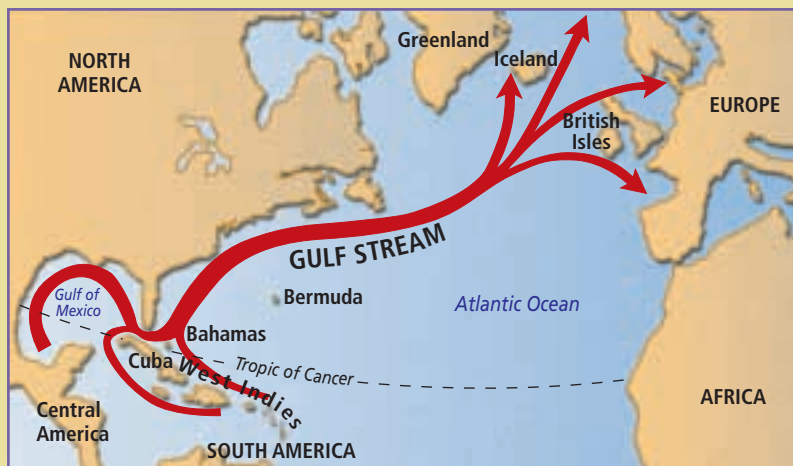 NORTH
AMERICA
Greenland
Iceland
EUROPE
British
Isles
GULF STREAM
Gulf of
Mexico
Bermuda
Atlantic Ocean
Bahamas
Cuba
West Indies
Tropic of Cancer
Central
America
SOUTH AMERICA
AFRICA